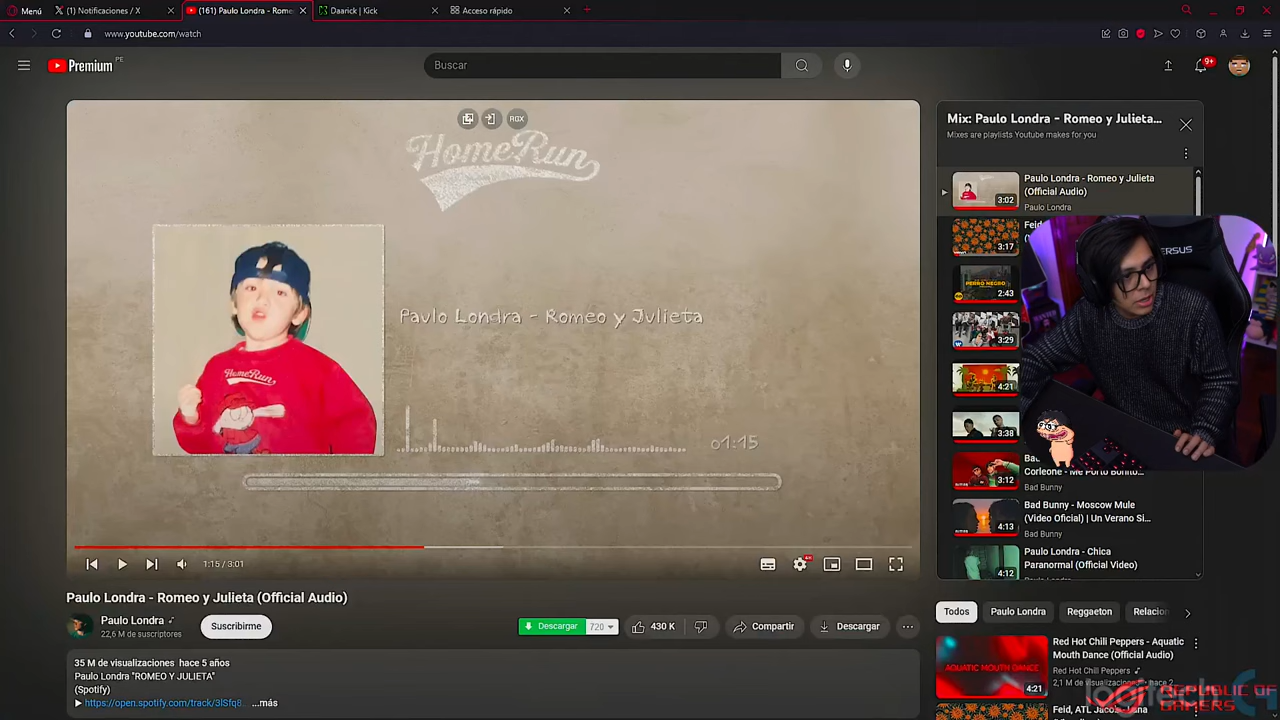 Menú
(1) Notificaciones / X
(161) Paulo Londra - Rome
Daarick | Kick
Acceso rápido
www.youtube.com/watch
Premium PE
Buscar
9+
RGX
HomeRun
HomeRun
Paulo Londra - Romeo y Julieta
01:15
1:15 / 3:01
Paulo Londra - Romeo y Julieta (Official Audio)
Paulo Londra
22,6 M de suscriptores
Suscribirme
Descargar 720
430 K
Compartir
Descargar
35 M de visualizaciones hace 5 años
Paulo Londra "ROMEO Y JULIETA"
(Spotify)
https://open.spotify.com/track/3lSfq8... ...más
Mix: Paulo Londra - Romeo y Julieta...
Mixes are playlists Youtube makes for you
Paulo Londra - Romeo y Julieta
(Official Audio)
Paulo Londra
3:02
3:17
PERRO NEGRO
2:43
3:29
4:21
3:38
Corleone - Me Porto Bonito...
3:12
Bad Bunny
Bad Bunny - Moscow Mule
(Video Oficial) | Un Verano Si...
4:13
Bad Bunny
Paulo Londra - Chica
Paranormal (Official Video)
4:12
Todos
Paulo Londra
Reggaeton
Relacion
Red Hot Chili Peppers - Aquatic
Mouth Dance (Official Audio)
Red Hot Chili Peppers
AQUATIC MOUTH DANCE
4:21
logitech G
REPUBLIC OF
GAMERS